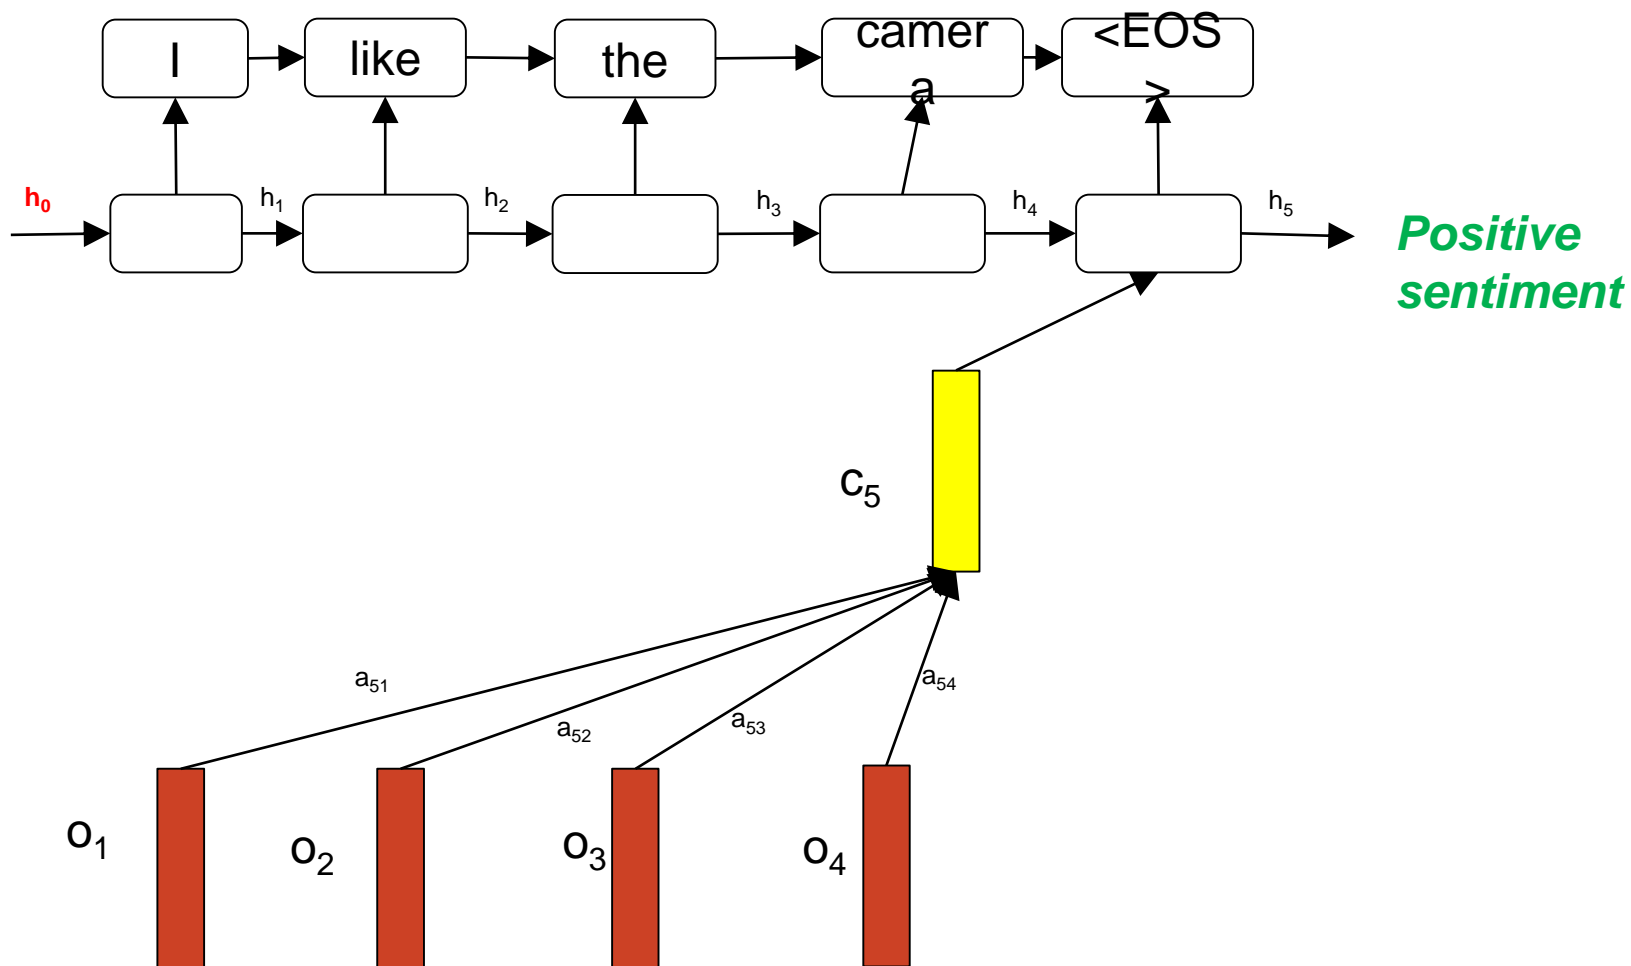 I
like
the
camer
a
<EOS
>
h₀
h₁
h₂
h₃
h₄
h₅
Positive
sentiment
c₅
a₅₁
a₅₂
a₅₃
a₅₄
o₁
o₂
o₃
o₄